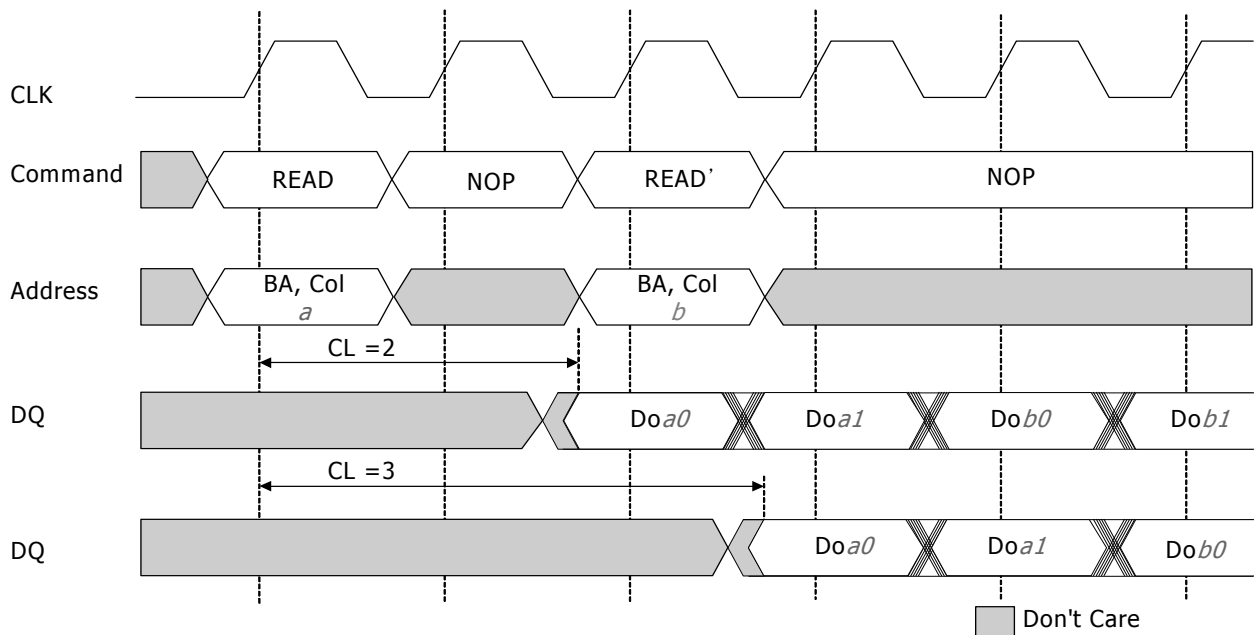 CLK
Command
READ
NOP
READ’
NOP
Address
BA, Col
a
BA, Col
b
CL =2
DQ
Doa0
Doa1
Dob0
Dob1
CL =3
DQ
Doa0
Doa1
Dob0
Don't Care